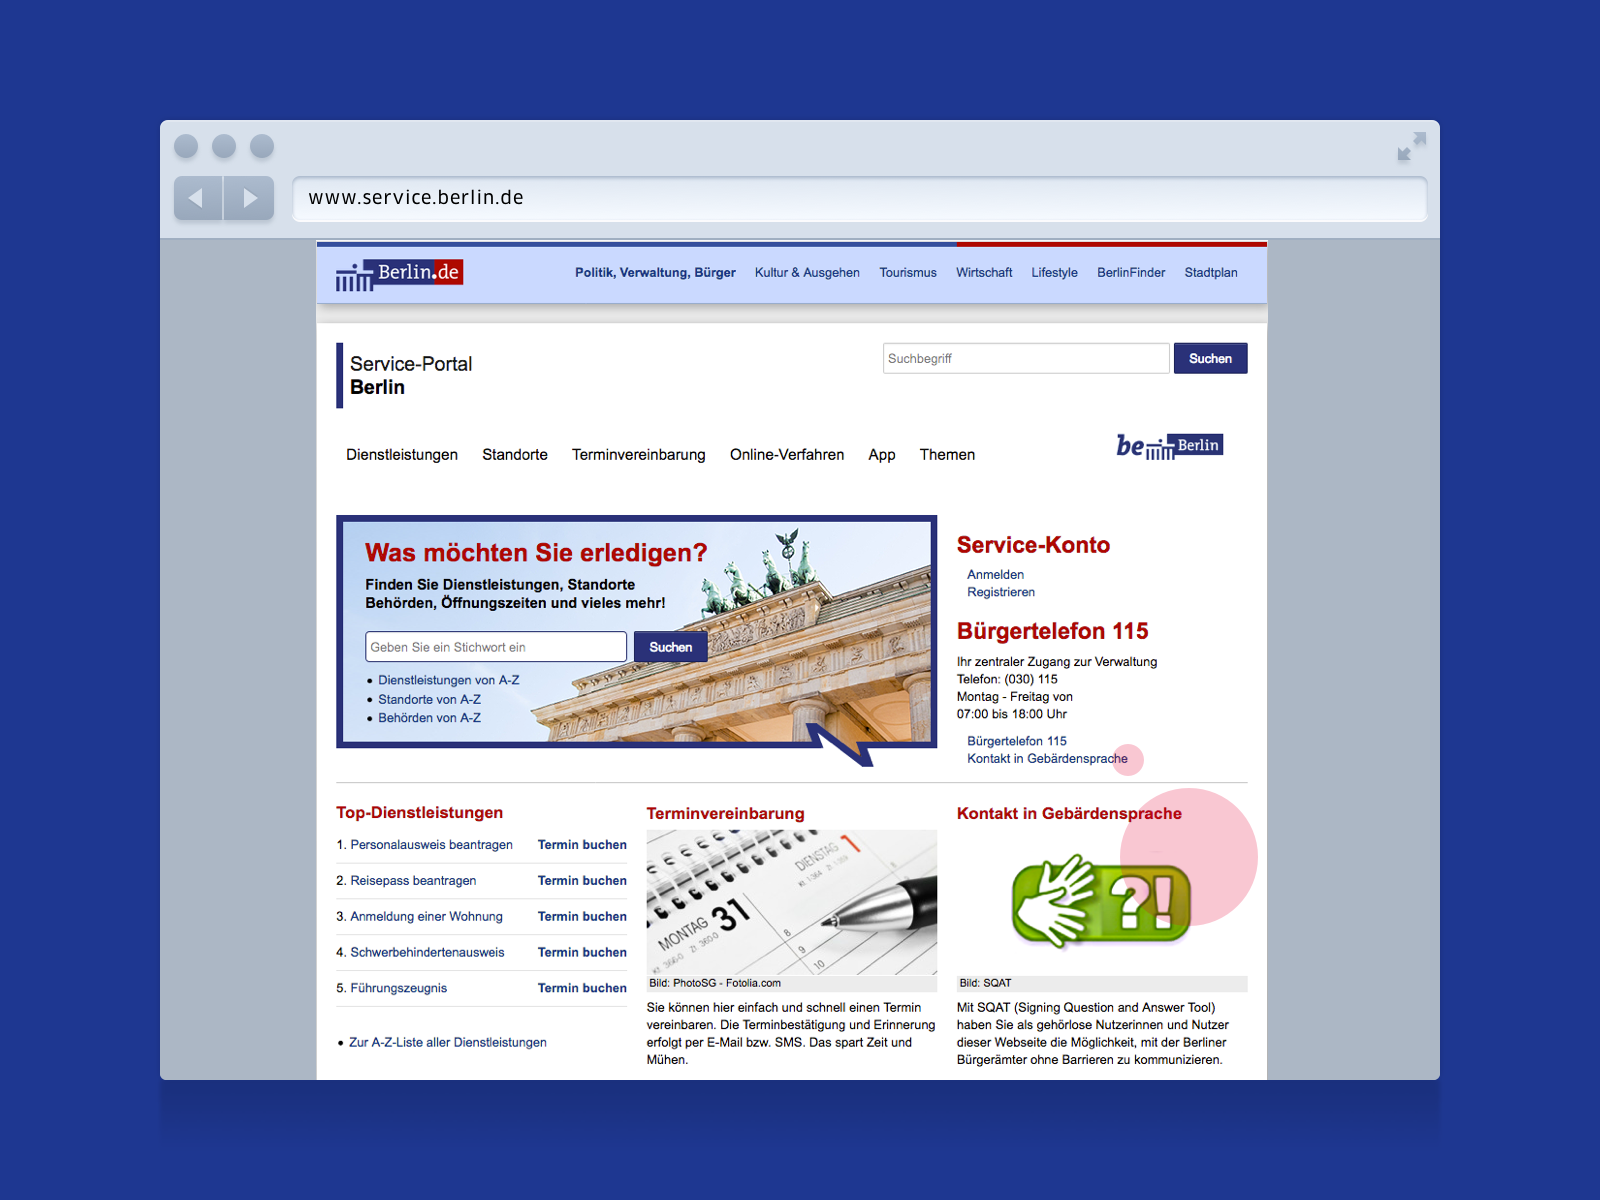 www.service.berlin.de
Berlin.de
Politik, Verwaltung, Bürger Kultur & Ausgehen Tourismus Wirtschaft Lifestyle BerlinFinder Stadtplan
Service-Portal
Berlin
Suchbegriff
Suchen
Dienstleistungen Standorte Terminvereinbarung Online-Verfahren App Themen
be Berlin
Was möchten Sie erledigen?
Finden Sie Dienstleistungen, Standorte
Behörden, Öffnungszeiten und vieles mehr!
Geben Sie ein Stichwort ein
Suchen
Dienstleistungen von A-Z
Standorte von A-Z
Behörden von A-Z
Service-Konto
Anmelden
Registrieren
Bürgertelefon 115
Ihr zentraler Zugang zur Verwaltung
Telefon: (030) 115
Montag - Freitag von
07:00 bis 18:00 Uhr
Bürgertelefon 115
Kontakt in Gebärdensprache
Top-Dienstleistungen
1. Personalausweis beantragen Termin buchen
2. Reisepass beantragen Termin buchen
3. Anmeldung einer Wohnung Termin buchen
4. Schwerbehindertenausweis Termin buchen
5. Führungszeugnis Termin buchen
Zur A-Z-Liste aller Dienstleistungen
Terminvereinbarung
DIENSTAG 1
MONTAG 31
8
9
10
Bild: PhotoSG - Fotolia.com
Sie können hier einfach und schnell einen Termin
vereinbaren. Die Terminbestätigung und Erinnerung
erfolgt per E-Mail bzw. SMS. Das spart Zeit und
Mühen.
Kontakt in Gebärdensprache
?!
Bild: SQAT
Mit SQAT (Signing Question and Answer Tool)
haben Sie als gehörlose Nutzerinnen und Nutzer
dieser Webseite die Möglichkeit, mit der Berliner
Bürgerämter ohne Barrieren zu kommunizieren.